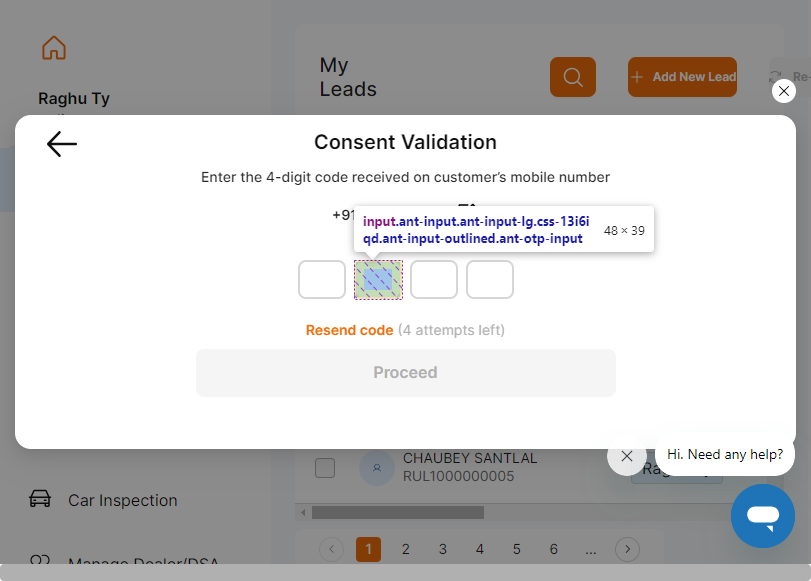 My
Leads
Add New Lead
Re-
Raghu Ty
Consent Validation
Enter the 4-digit code received on customer's mobile number
+91
input.ant-input.ant-input-lg.css-13i6i
qd.ant-input-outlined.ant-otp-input
48 × 39
Resend code (4 attempts left)
Proceed
CHAUBEY SANTLAL
RUL1000000005
Hi. Need any help?
Car Inspection
1 2 3 4 5 6 ...
Manage Dealer/DSA